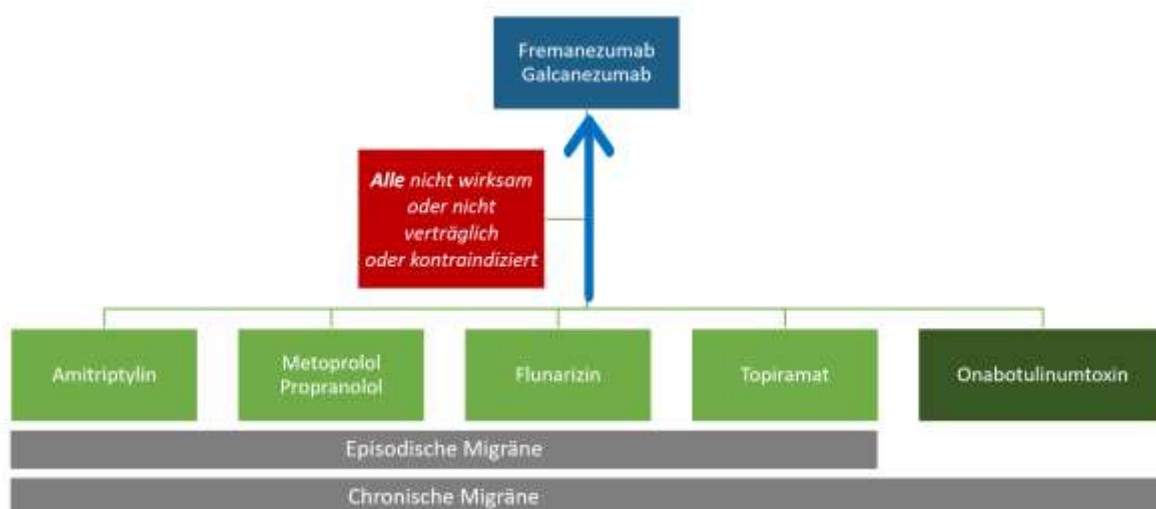 Fremanezumab
Galcanezumab
Alle nicht wirksam
oder nicht
verträglich
oder kontraindiziert
Amitriptylin
Metoprolol
Propranolol
Flunarizin
Topiramat
Onabotulinumtoxin
Episodische Migräne
Chronische Migräne